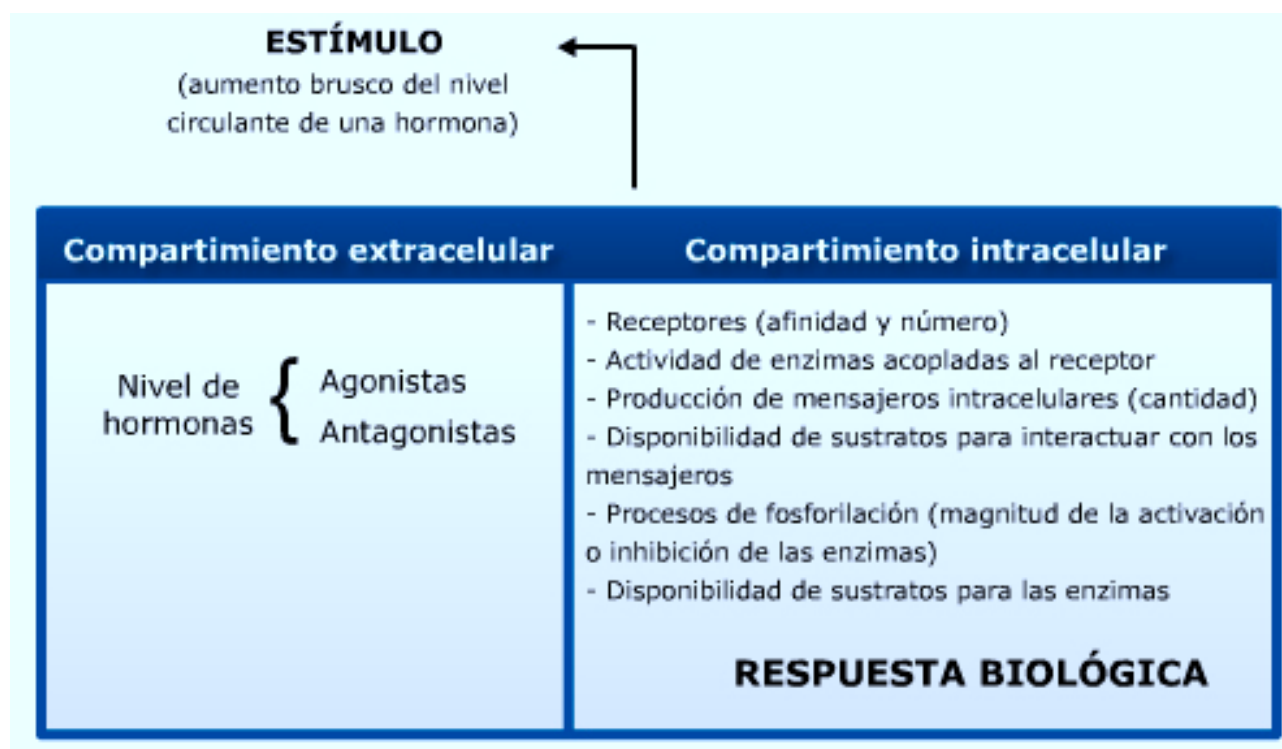 ESTÍMULO
(aumento brusco del nivel
circulante de una hormona)
Compartimiento extracelular
Compartimiento intracelular
Nivel de
hormonas
{
Agonistas
Antagonistas
- Receptores (afinidad y número)
- Actividad de enzimas acopladas al receptor
- Producción de mensajeros intracelulares (cantidad)
- Disponibilidad de sustratos para interactuar con los
mensajeros
- Procesos de fosforilación (magnitud de la activación
o inhibición de las enzimas)
- Disponibilidad de sustratos para las enzimas
RESPUESTA BIOLÓGICA